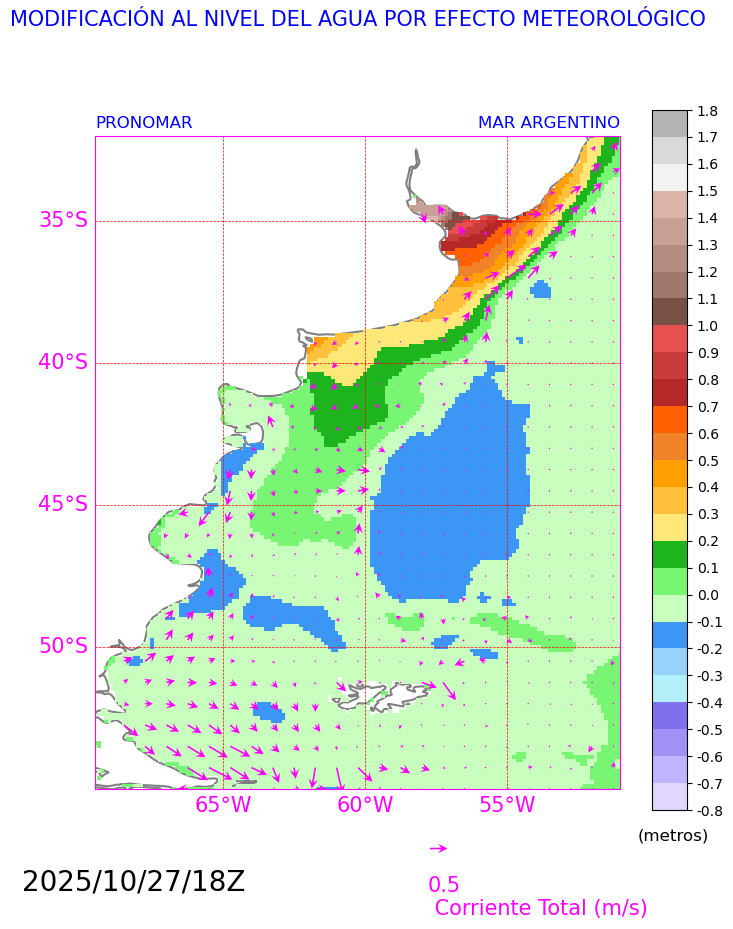 MODIFICACIÓN AL NIVEL DEL AGUA POR EFECTO METEOROLÓGICO
PRONOMAR
MAR ARGENTINO
35°S
40°S
45°S
50°S
65°W
60°W
55°W
1.8
1.7
1.6
1.5
1.4
1.3
1.2
1.1
1.0
0.9
0.8
0.7
0.6
0.5
0.4
0.3
0.2
0.1
0.0
-0.1
-0.2
-0.3
-0.4
-0.5
-0.6
-0.7
-0.8
(metros)
2025/10/27/18Z
0.5
Corriente Total (m/s)